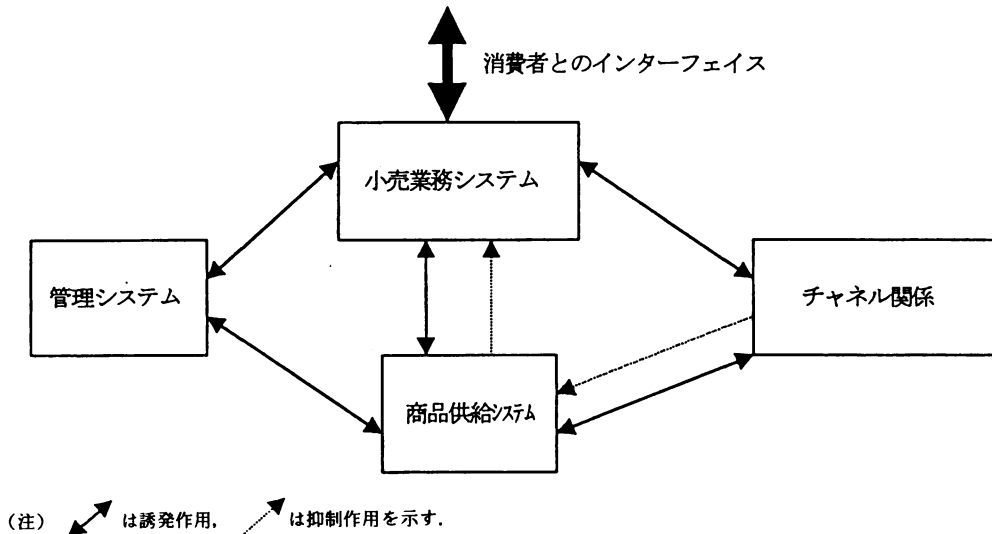 消費者とのインターフェイス
小売業務システム
管理システム
チャネル関係
商品供給システム
(注) は誘発作用, は抑制作用を示す.